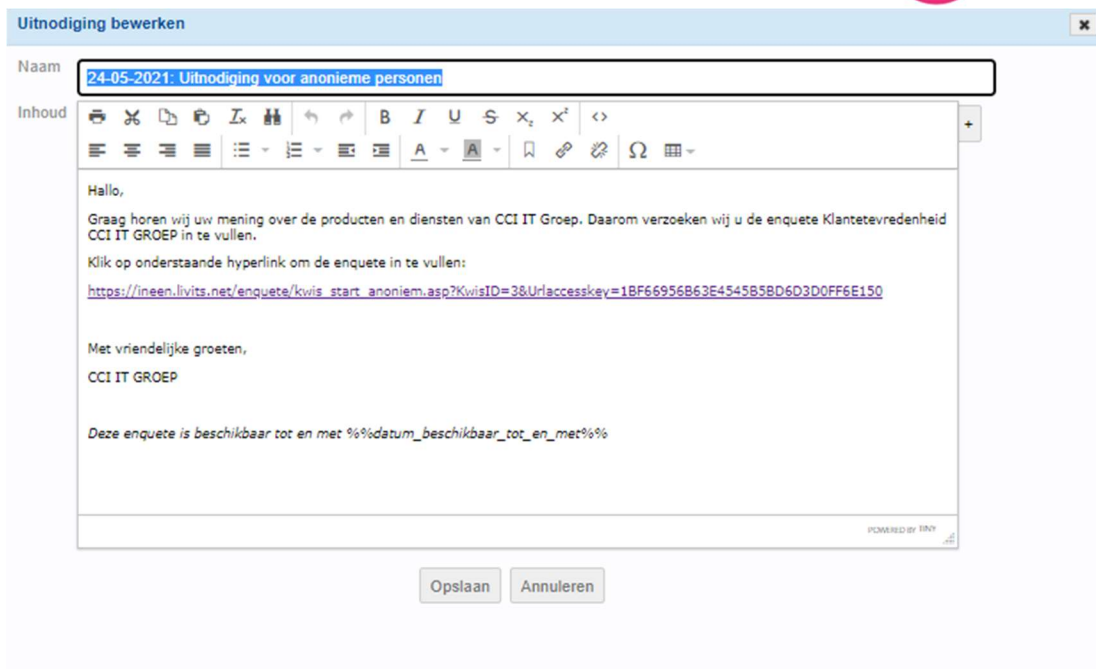 Uitnodiging bewerken
Naam
24-05-2021: Uitnodiging voor anonieme personen
Inhoud
Hallo,
Graag horen wij uw mening over de producten en diensten van CCI IT Groep. Daarom verzoeken wij u de enquete Klantetevredenheid
CCI IT GROEP in te vullen.
Klik op onderstaande hyperlink om de enquete in te vullen:
https://ineen.livits.net/enquete/kwis_start_anoniem.asp?KwisID=3&Urlaccesskey=1BF66956B63E4545B5BD6D3D0FF6E150
Met vriendelijke groeten,
CCI IT GROEP
Deze enquete is beschikbaar tot en met %%datum_beschikbaar_tot_en_met%%
POWERED BY TINY
Opslaan Annuleren